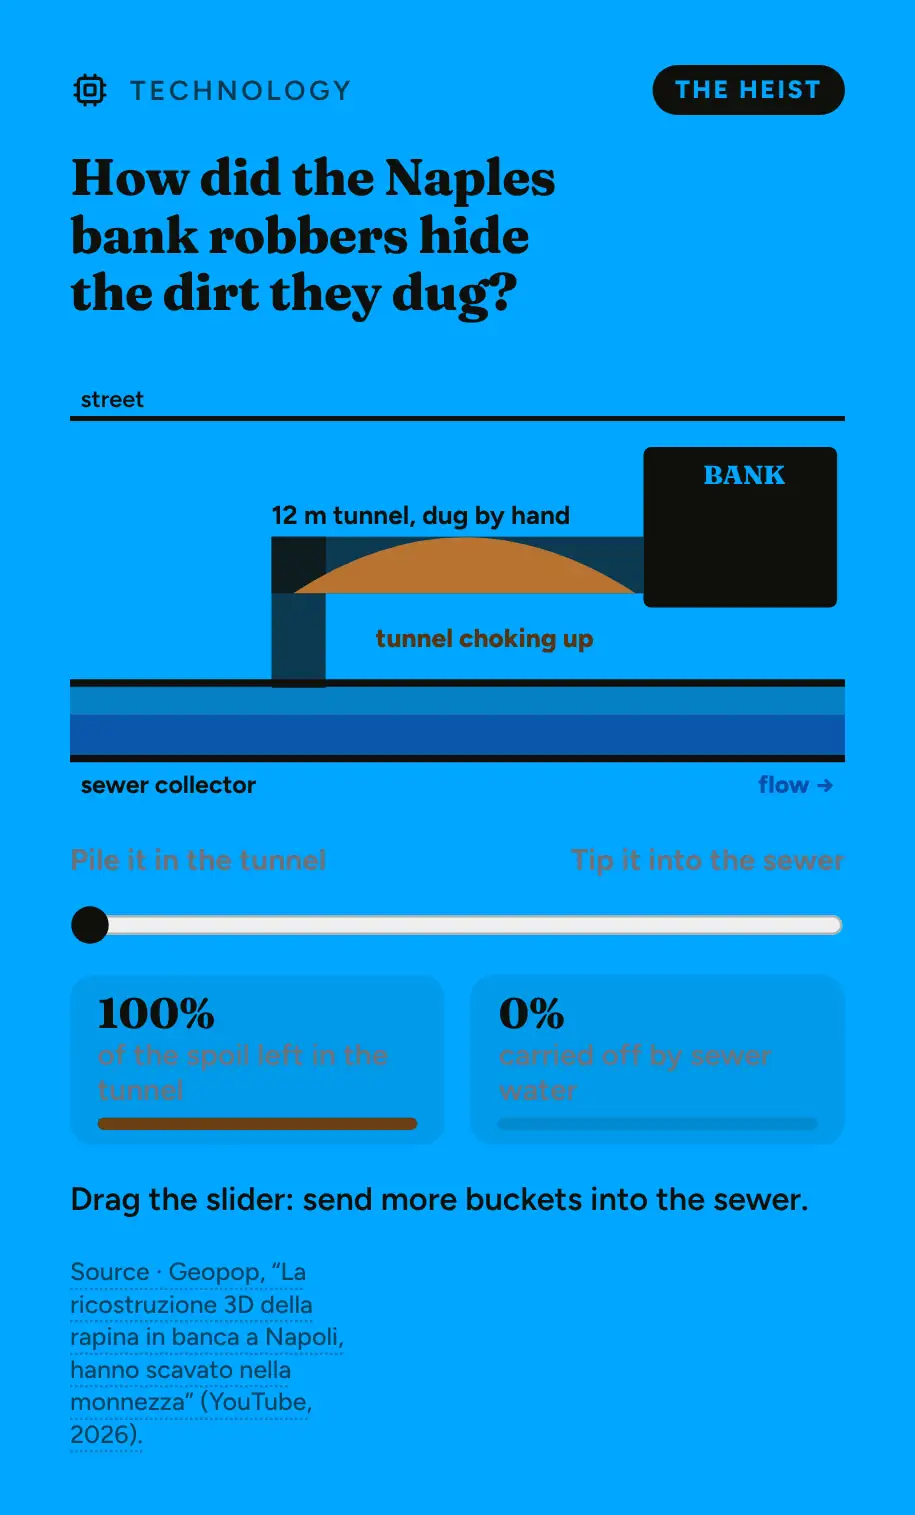 TECHNOLOGY
THE HEIST
How did the Naples
bank robbers hide
the dirt they dug?
street
BANK
12 m tunnel, dug by hand
tunnel choking up
sewer collector
flow →
Pile it in the tunnel
Tip it into the sewer
100%
of the spoil left in the
tunnel
0%
carried off by sewer
water
Drag the slider: send more buckets into the sewer.
Source · Geopop, “La
ricostruzione 3D della
rapina in banca a Napoli,
hanno scavato nella
monnezza” (YouTube,
2026).